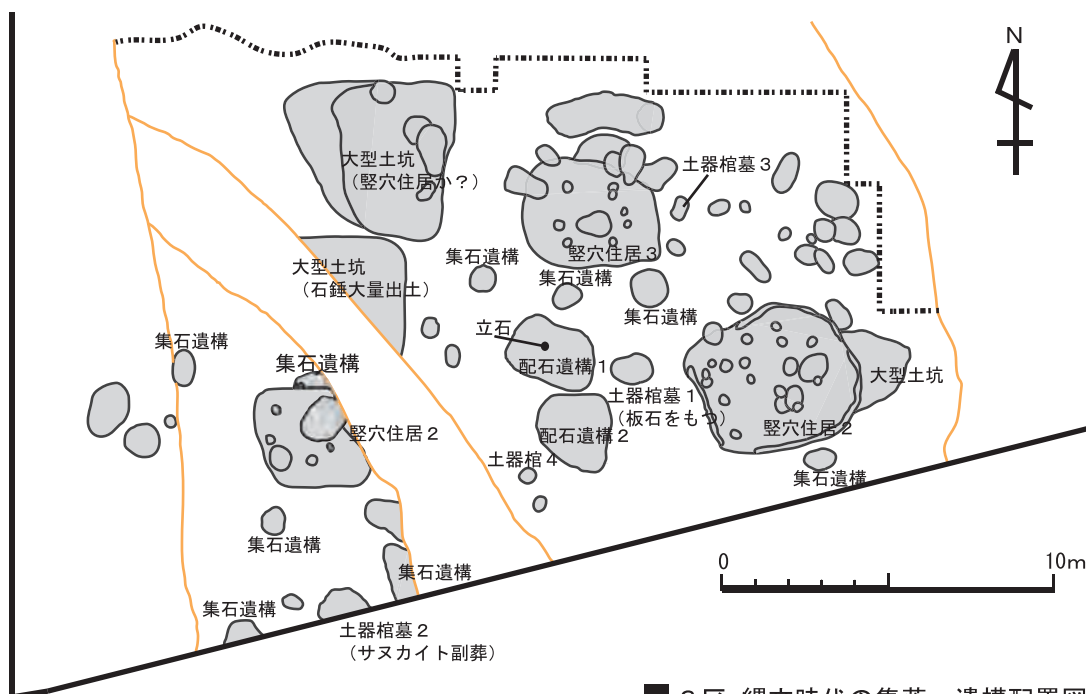 N
土器棺墓３
大型土坑
（竪穴住居か？）
竪穴住居３
集石遺構
大型土坑
（石錘大量出土）
集石遺構
集石遺構
立石
集石遺構
集石遺構
配石遺構１
大型土坑
土器棺墓１
（板石をもつ）
竪穴住居２
配石遺構２
竪穴住居２
土器棺４
集石遺構
集石遺構
0
10m
集石遺構
集石遺構
土器棺墓２
（サヌカイト副葬）